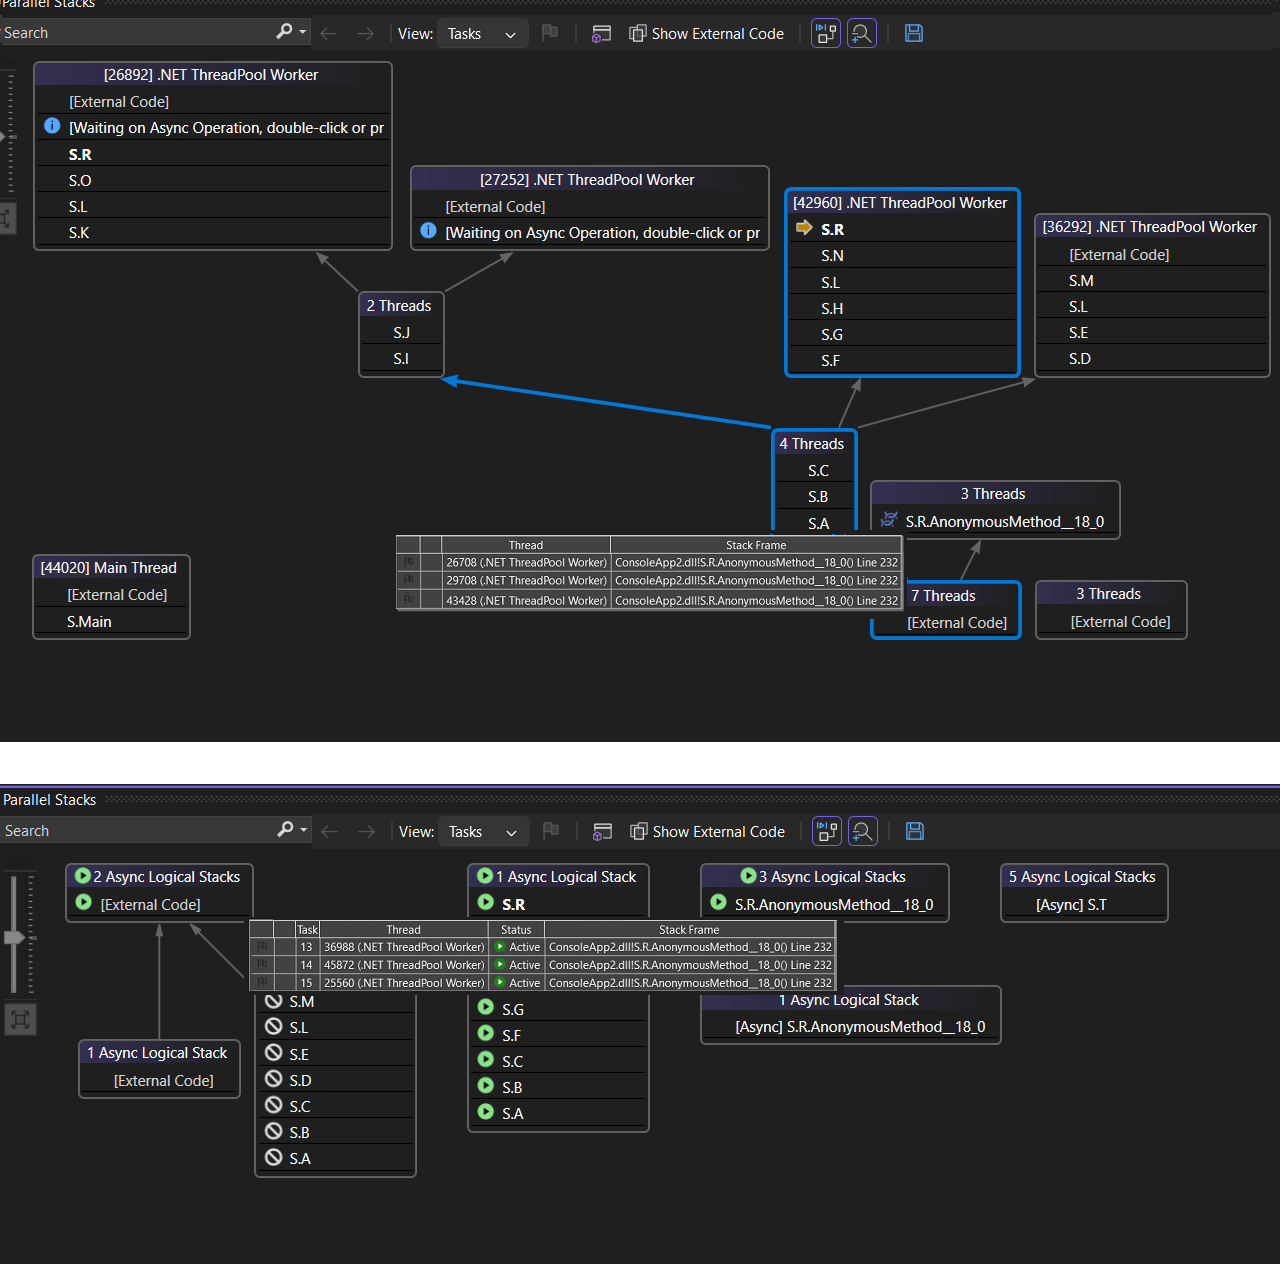 Parallel Stacks
Search
View: Tasks
Show External Code
[26892] .NET ThreadPool Worker
[External Code]
[Waiting on Async Operation, double-click or pr
S.R
S.O
S.L
S.K
[27252] .NET ThreadPool Worker
[External Code]
[Waiting on Async Operation, double-click or pr
[42960] .NET ThreadPool Worker
S.R
S.N
S.L
S.H
S.G
S.F
[36292] .NET ThreadPool Worker
[External Code]
S.M
S.L
S.E
S.D
2 Threads
S.J
S.I
4 Threads
S.C
S.B
S.A
3 Threads
S.R.AnonymousMethod__18_0
Thread Stack Frame
26708 (.NET ThreadPool Worker) ConsoleApp2.dll!S.R.AnonymousMethod__18_0() Line 232
29708 (.NET ThreadPool Worker) ConsoleApp2.dll!S.R.AnonymousMethod__18_0() Line 232
43428 (.NET ThreadPool Worker) ConsoleApp2.dll!S.R.AnonymousMethod__18_0() Line 232
[44020] Main Thread
[External Code]
S.Main
7 Threads
[External Code]
3 Threads
[External Code]
Parallel Stacks
Search
View: Tasks
Show External Code
2 Async Logical Stacks
[External Code]
1 Async Logical Stack
S.R
3 Async Logical Stacks
S.R.AnonymousMethod__18_0
5 Async Logical Stacks
[Async] S.T
Task Thread Status Stack Frame
13 36988 (.NET ThreadPool Worker) Active ConsoleApp2.dll!S.R.AnonymousMethod__18_0() Line 232
14 45872 (.NET ThreadPool Worker) Active ConsoleApp2.dll!S.R.AnonymousMethod__18_0() Line 232
15 25560 (.NET ThreadPool Worker) Active ConsoleApp2.dll!S.R.AnonymousMethod__18_0() Line 232
1 Async Logical Stack
[External Code]
S.M
S.L
S.E
S.D
S.C
S.B
S.A
S.G
S.F
S.C
S.B
S.A
1 Async Logical Stack
[Async] S.R.AnonymousMethod__18_0